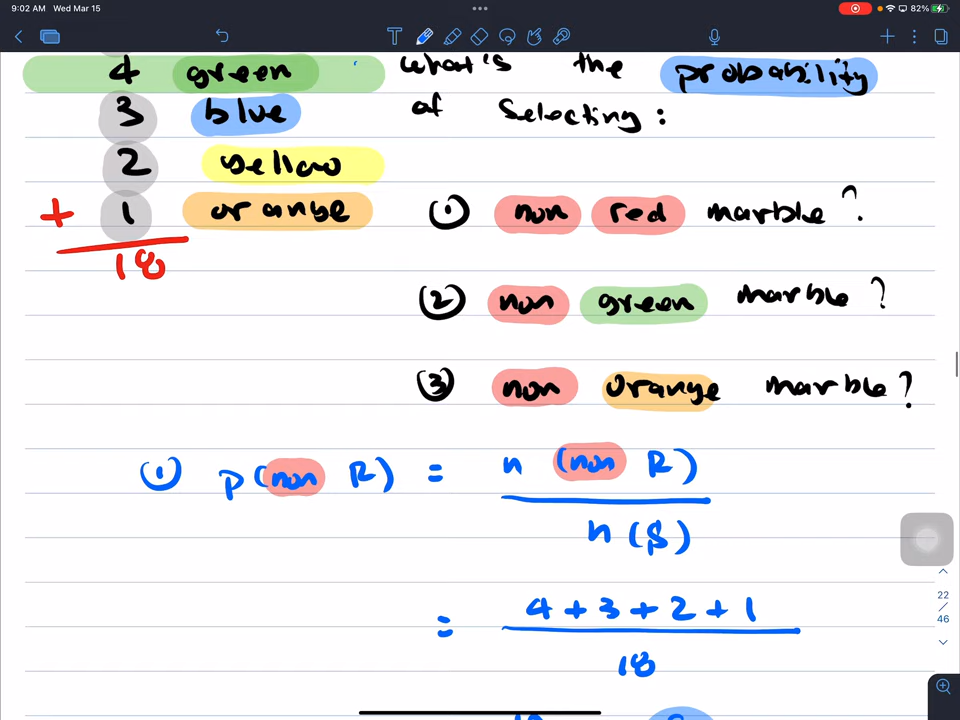 9:02 AM Wed Mar 15
82%
4 green what's the probability
3 blue of selecting:
2 yellow
+ 1 orange
18
① non red marble?
② non green marble?
③ non orange marble?
① P(non R) = n (non R)
n (S)
= 4 + 3 + 2 + 1
18
22
/
46